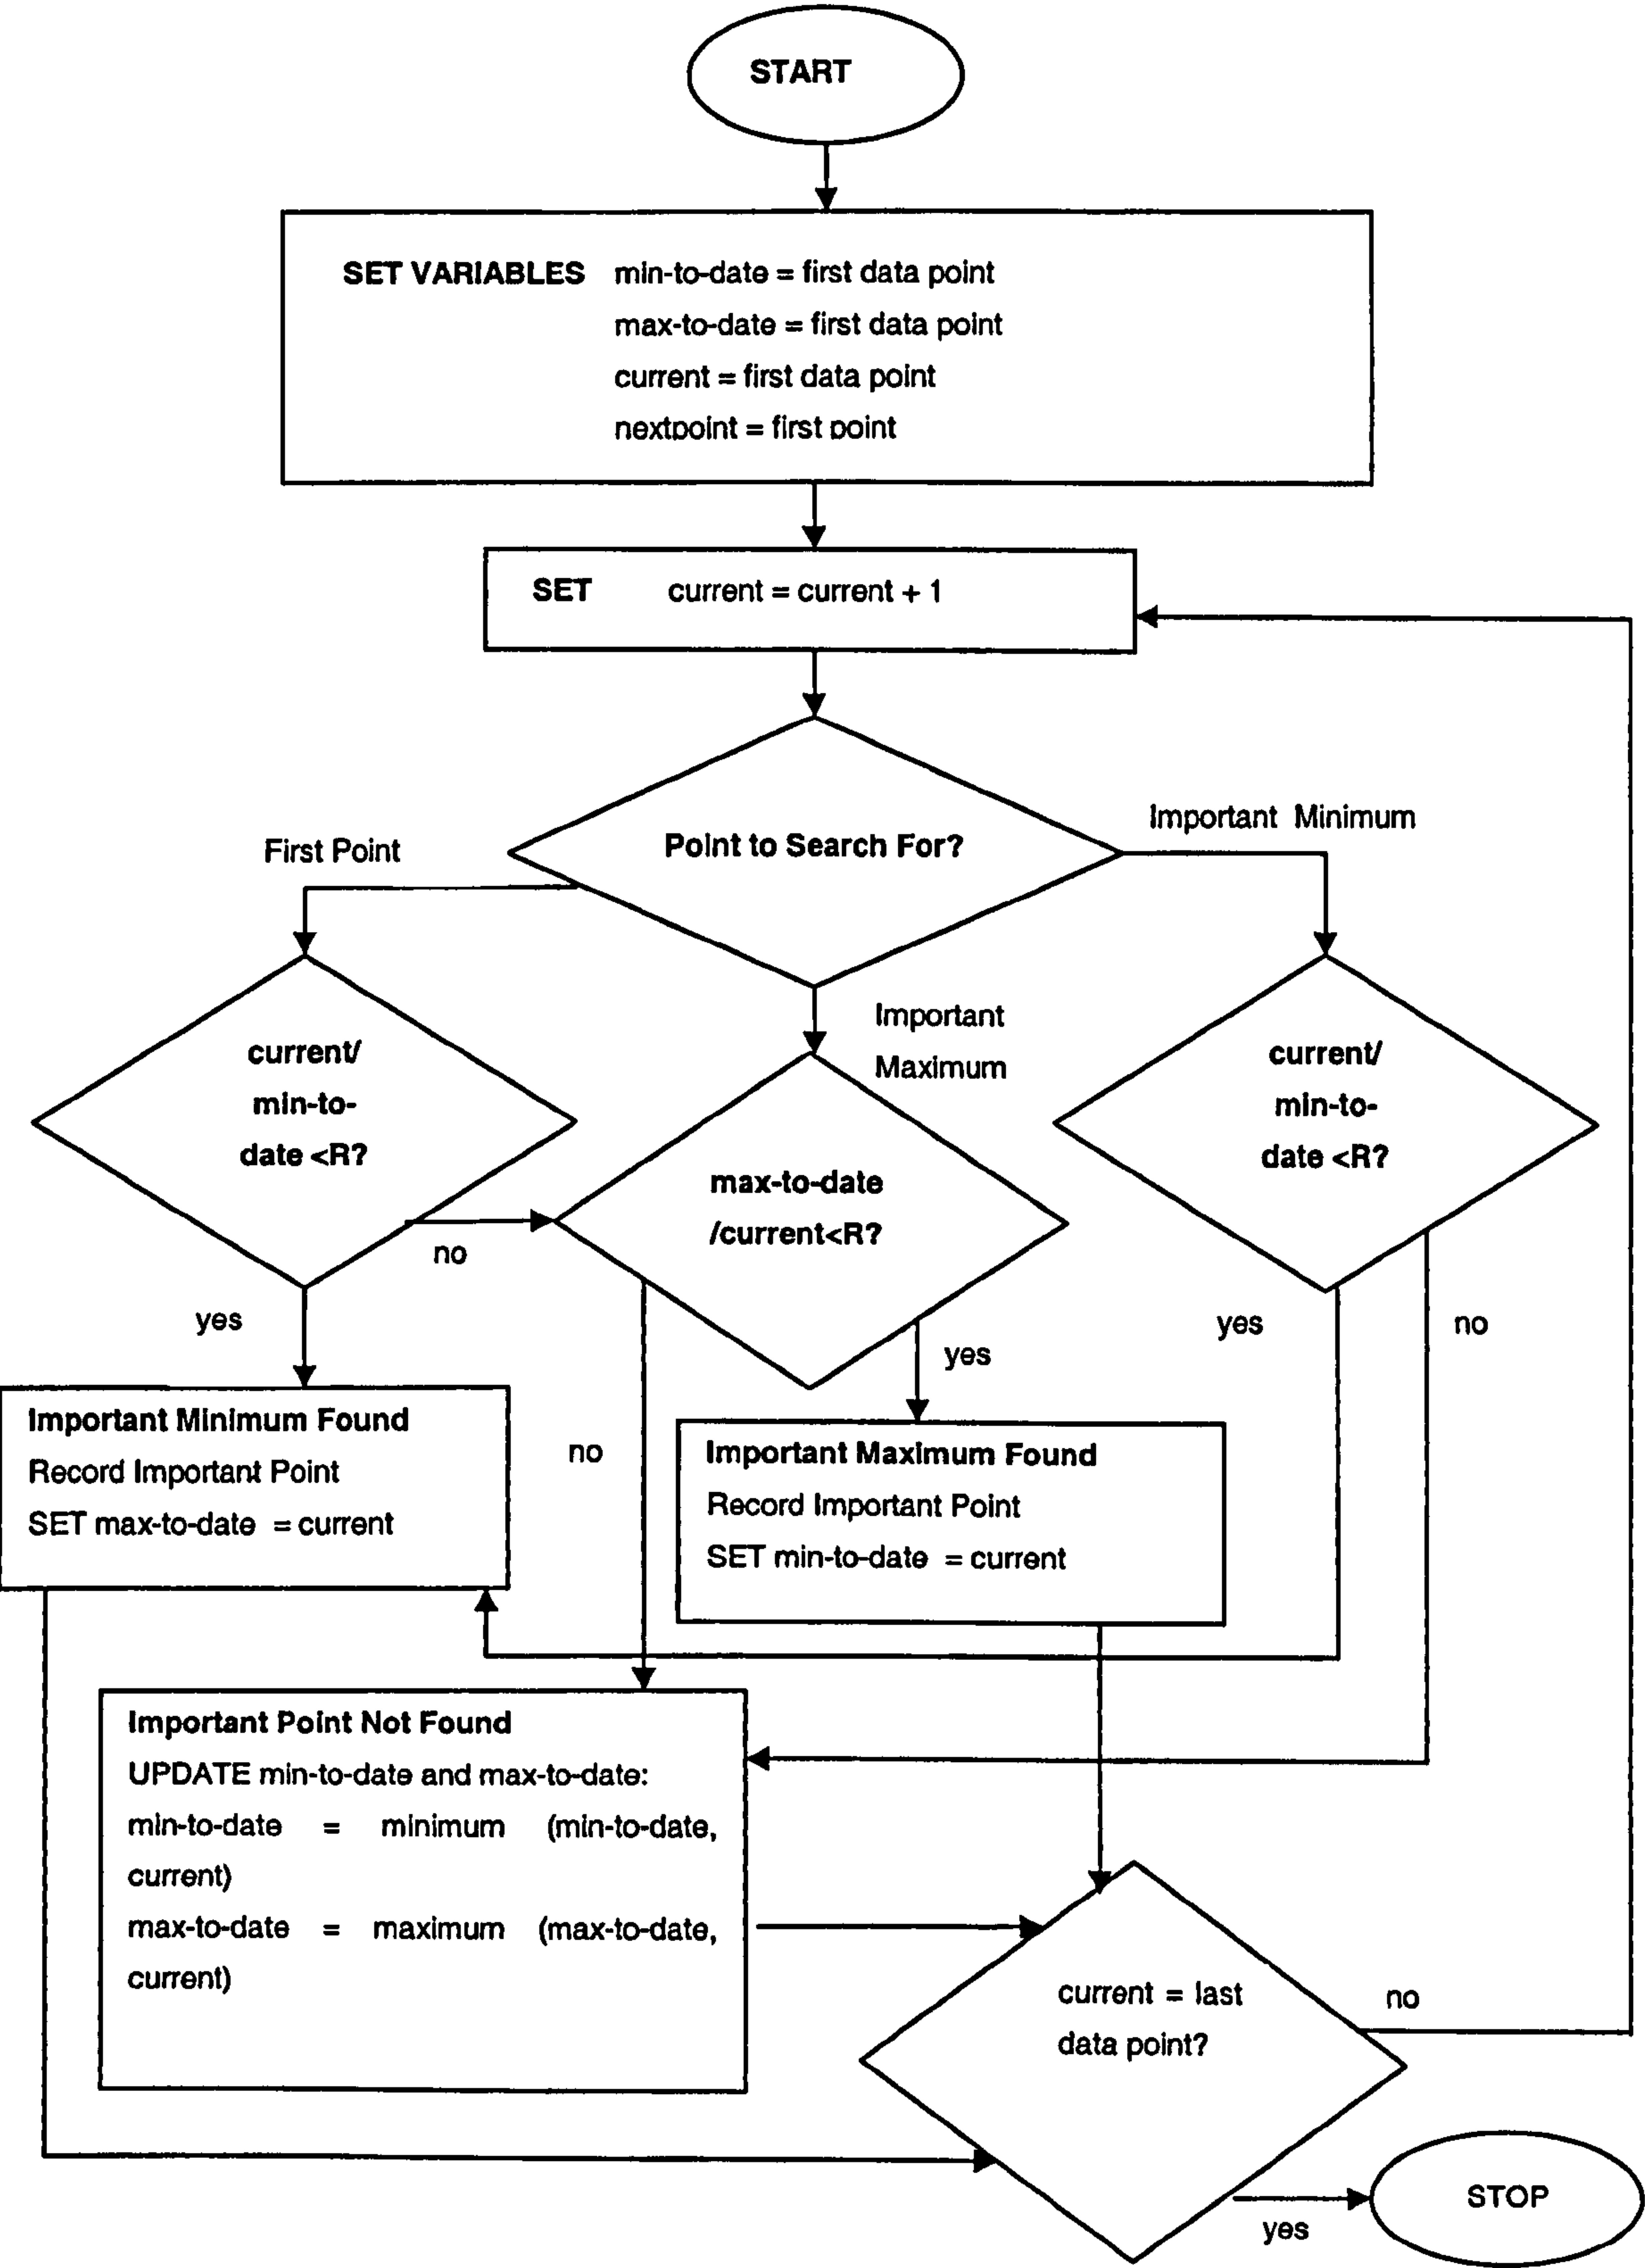 START
SET VARIABLES min-to-date = first data point
max-to-date = first data point
current = first data point
nextpoint = first point
SET current = current + 1
Point to Search For?
First Point
Important Minimum
Important
Maximum
current/
min-to-
date <R?
max-to-date
/current<R?
current/
min-to-
date <R?
no
yes
yes
no
yes
no
Important Minimum Found
Record Important Point
SET max-to-date = current
Important Maximum Found
Record Important Point
SET min-to-date = current
Important Point Not Found
UPDATE min-to-date and max-to-date:
min-to-date = minimum (min-to-date,
current)
max-to-date = maximum (max-to-date,
current)
current = last
data point?
no
yes
STOP